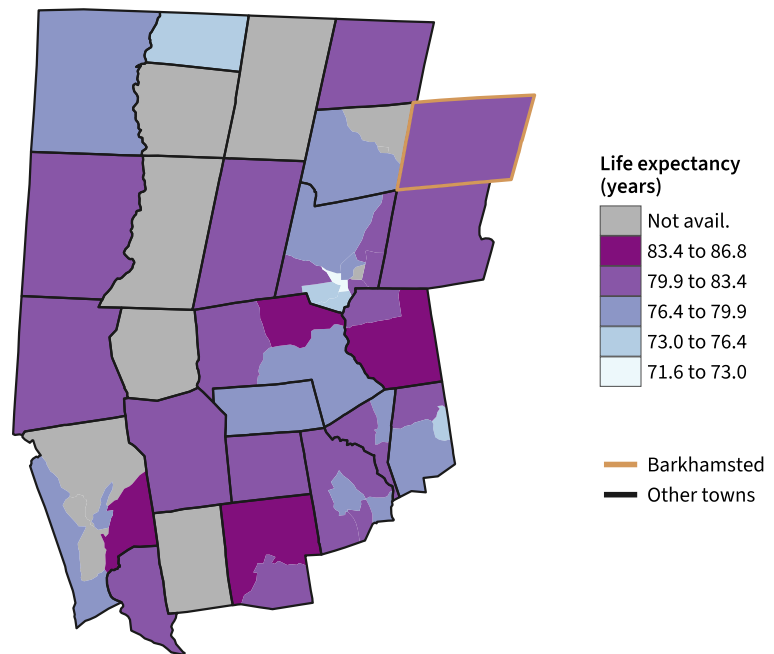 Life expectancy
(years)
Not avail.
83.4 to 86.8
79.9 to 83.4
76.4 to 79.9
73.0 to 76.4
71.6 to 73.0
Barkhamsted
Other towns